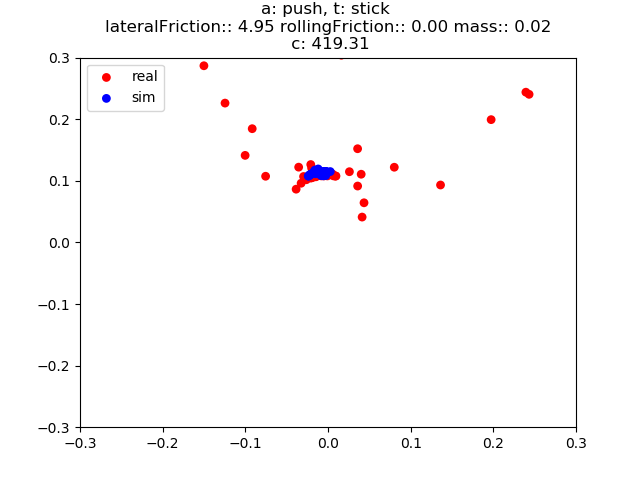 a: push, t: stick
lateralFriction:: 4.95 rollingFriction:: 0.00 mass:: 0.02
c: 419.31
real
sim
0.3
0.2
0.1
0.0
−0.1
−0.2
−0.3
−0.3
−0.2
−0.1
0.0
0.1
0.2
0.3